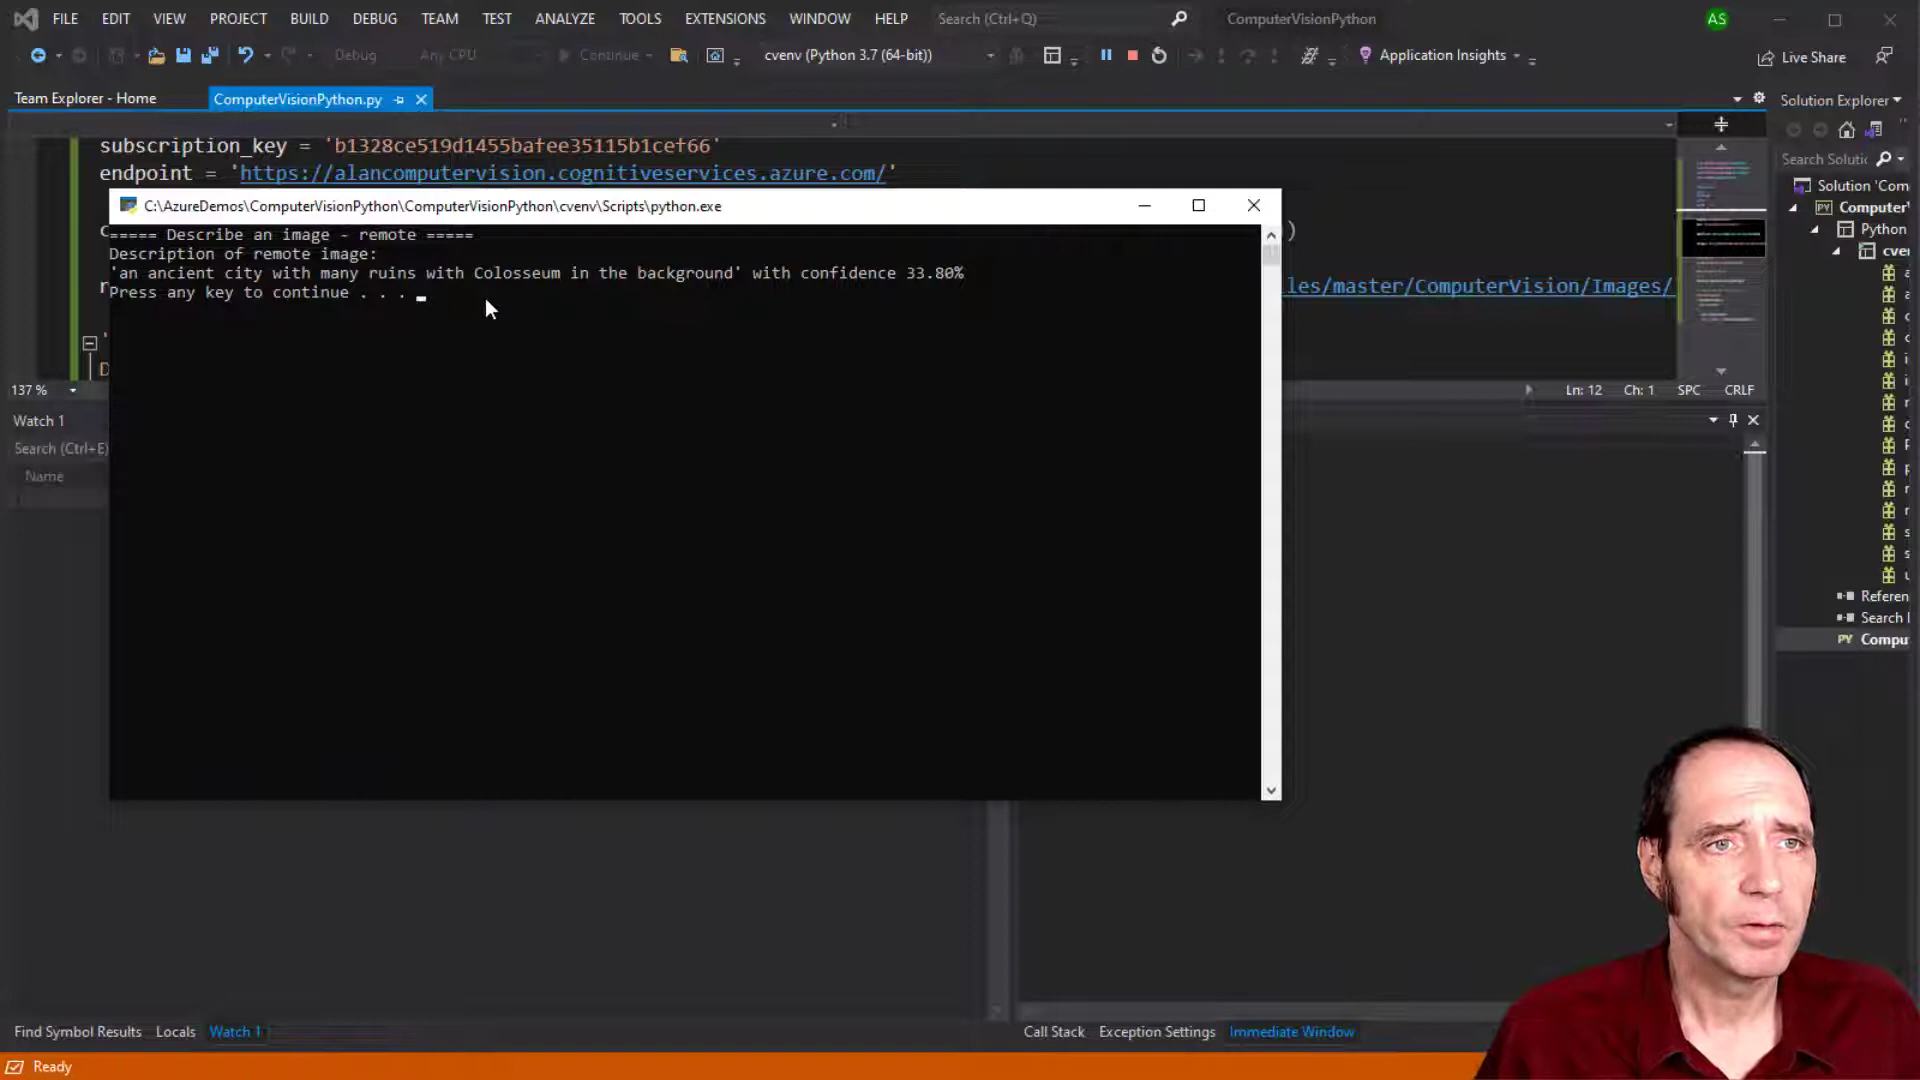 FILE EDIT VIEW PROJECT BUILD DEBUG TEAM TEST ANALYZE TOOLS EXTENSIONS WINDOW HELP Search (Ctrl+Q) ComputerVisionPython AS
Debug Any CPU Continue cvenv (Python 3.7 (64-bit)) Application Insights Live Share
Team Explorer - Home ComputerVisionPython.py Solution Explorer
subscription_key = 'b1328ce519d1455bafee35115b1cef66'
endpoint = 'https://alancomputervision.cognitiveservices.azure.com/'
Search Solutic
Solution 'Com
Computer
Python
cve
C:\AzureDemos\ComputerVisionPython\ComputerVisionPython\cvenv\Scripts\python.exe
===== Describe an image - remote =====
Description of remote image:
'an ancient city with many ruins with Colosseum in the background' with confidence 33.80%
Press any key to continue . . .
)
les/master/ComputerVision/Images/
137 % Ln: 12 Ch: 1 SPC CRLF
Watch 1
Search (Ctrl+E)
Name
Referen
Search
Compu
Find Symbol Results Locals Watch 1 Call Stack Exception Settings Immediate Window
Ready